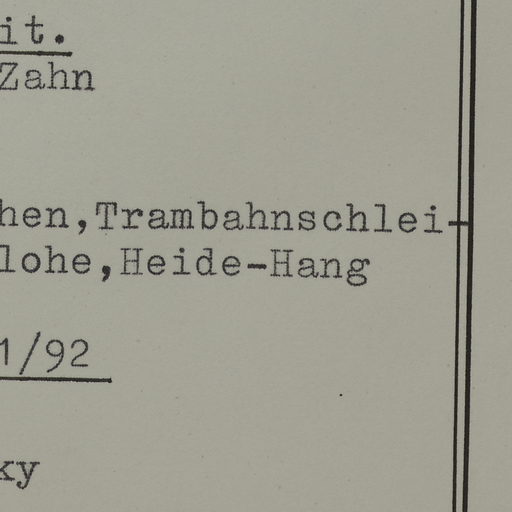 it.
Zahn
hen,Trambahnschlei-
lohe,Heide-Hang
1/92
ky